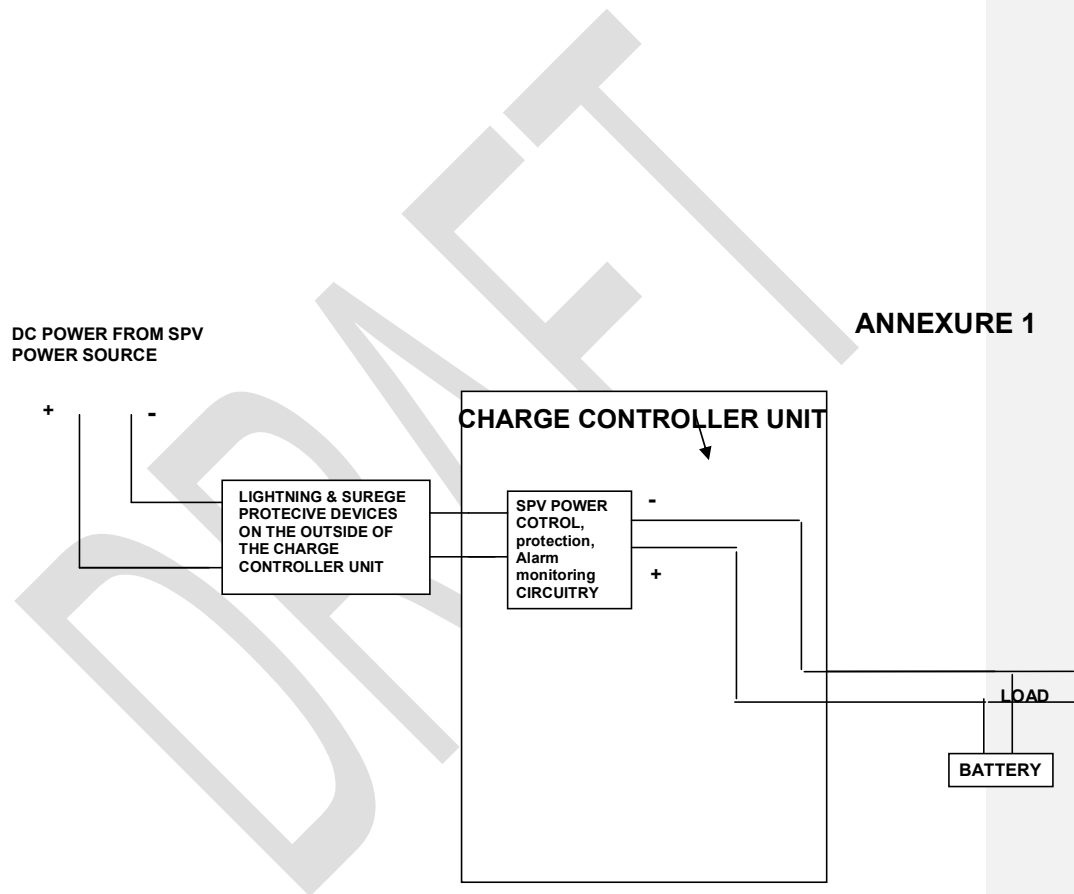 ANNEXURE 1
DC POWER FROM SPV
POWER SOURCE
+ -
CHARGE CONTROLLER UNIT
LIGHTNING & SUREGE
PROTECIVE DEVICES
ON THE OUTSIDE OF
THE CHARGE
CONTROLLER UNIT
SPV POWER
COTROL,
protection,
Alarm
monitoring
CIRCUITRY
-
+
LOAD
BATTERY
DRAFT